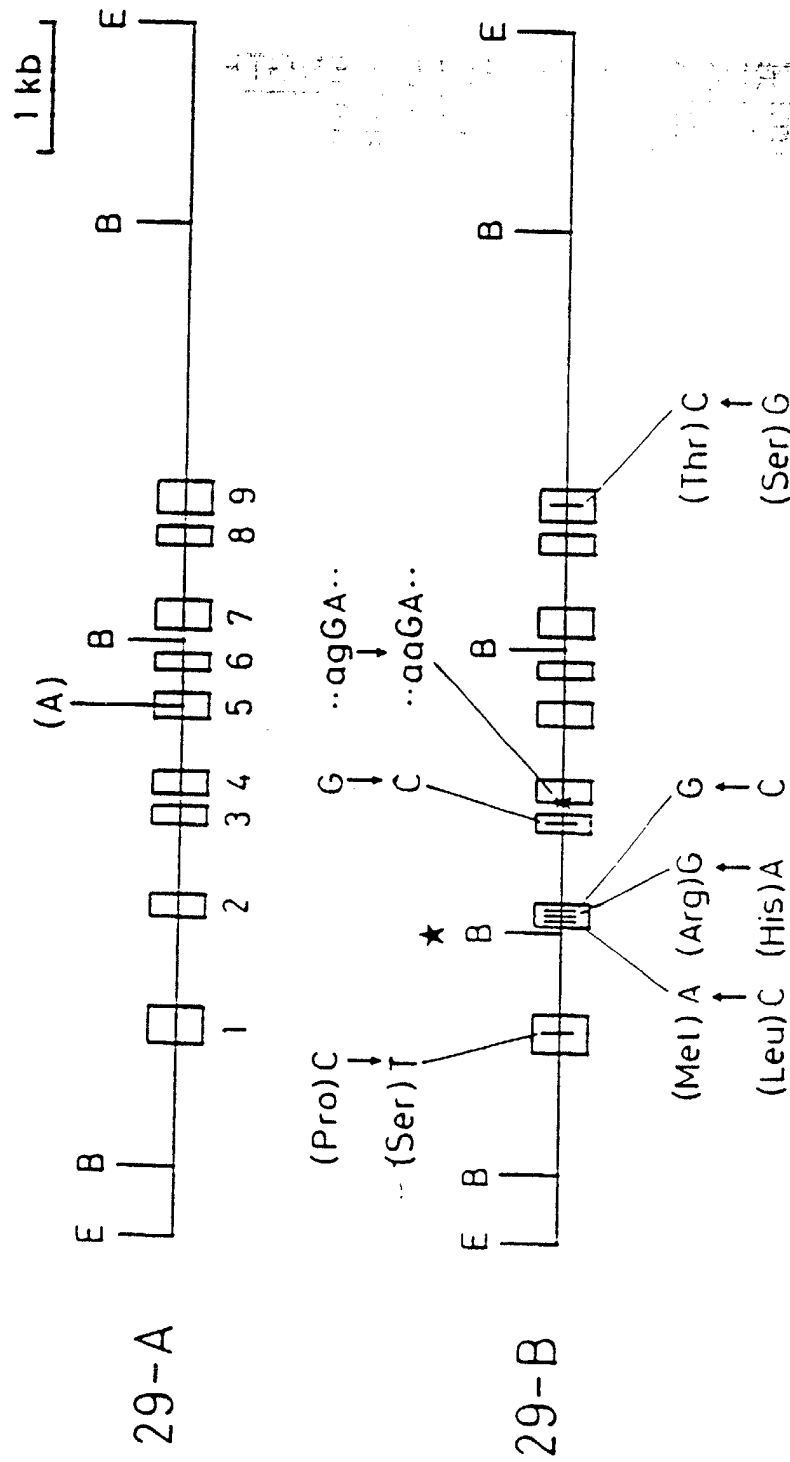 1 kb
29-A
E B (A) B B E
1 2 3 4 5 6 7 8 9
29-B
(Pro) C → (Ser) T
G → C
··agGA·· → ··aaGA··
★
E B B B B E
(Met) A ← (Leu) C
(Arg) G ← (His) A
G ← C
(Thr) C ← (Ser) G